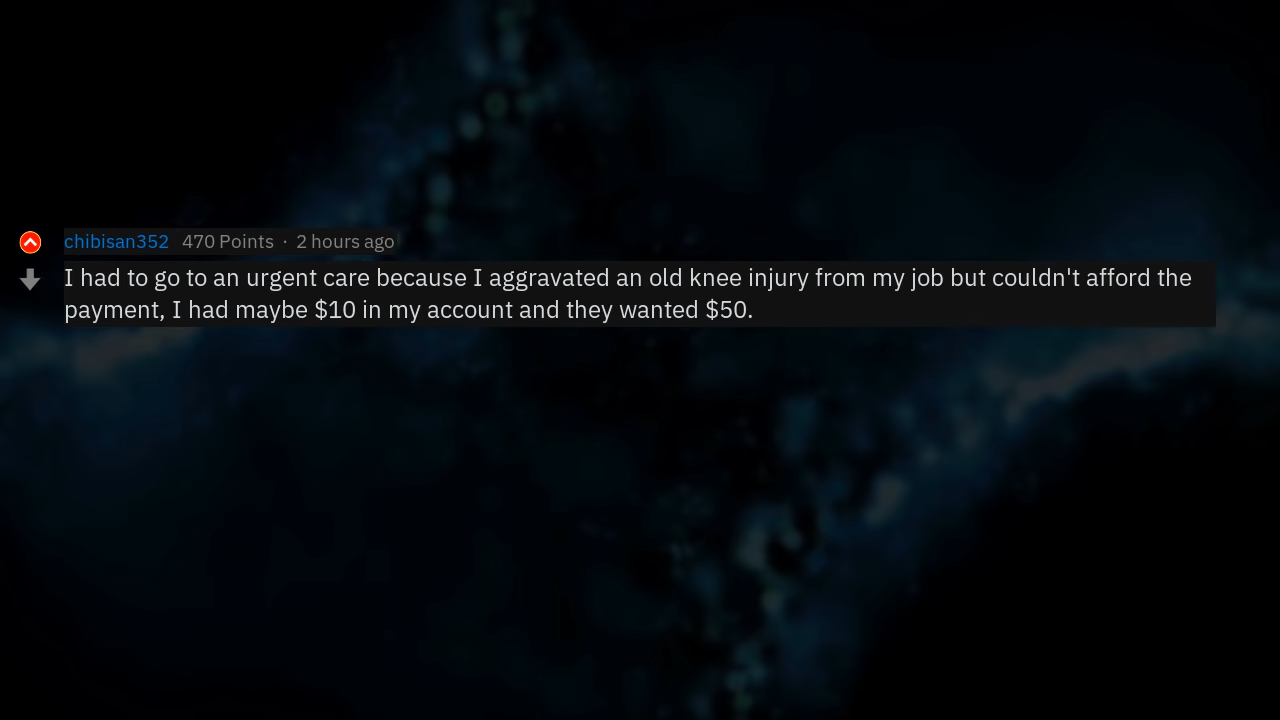 chibisan352 470 Points · 2 hours ago
I had to go to an urgent care because I aggravated an old knee injury from my job but couldn't afford the
payment, I had maybe $10 in my account and they wanted $50.